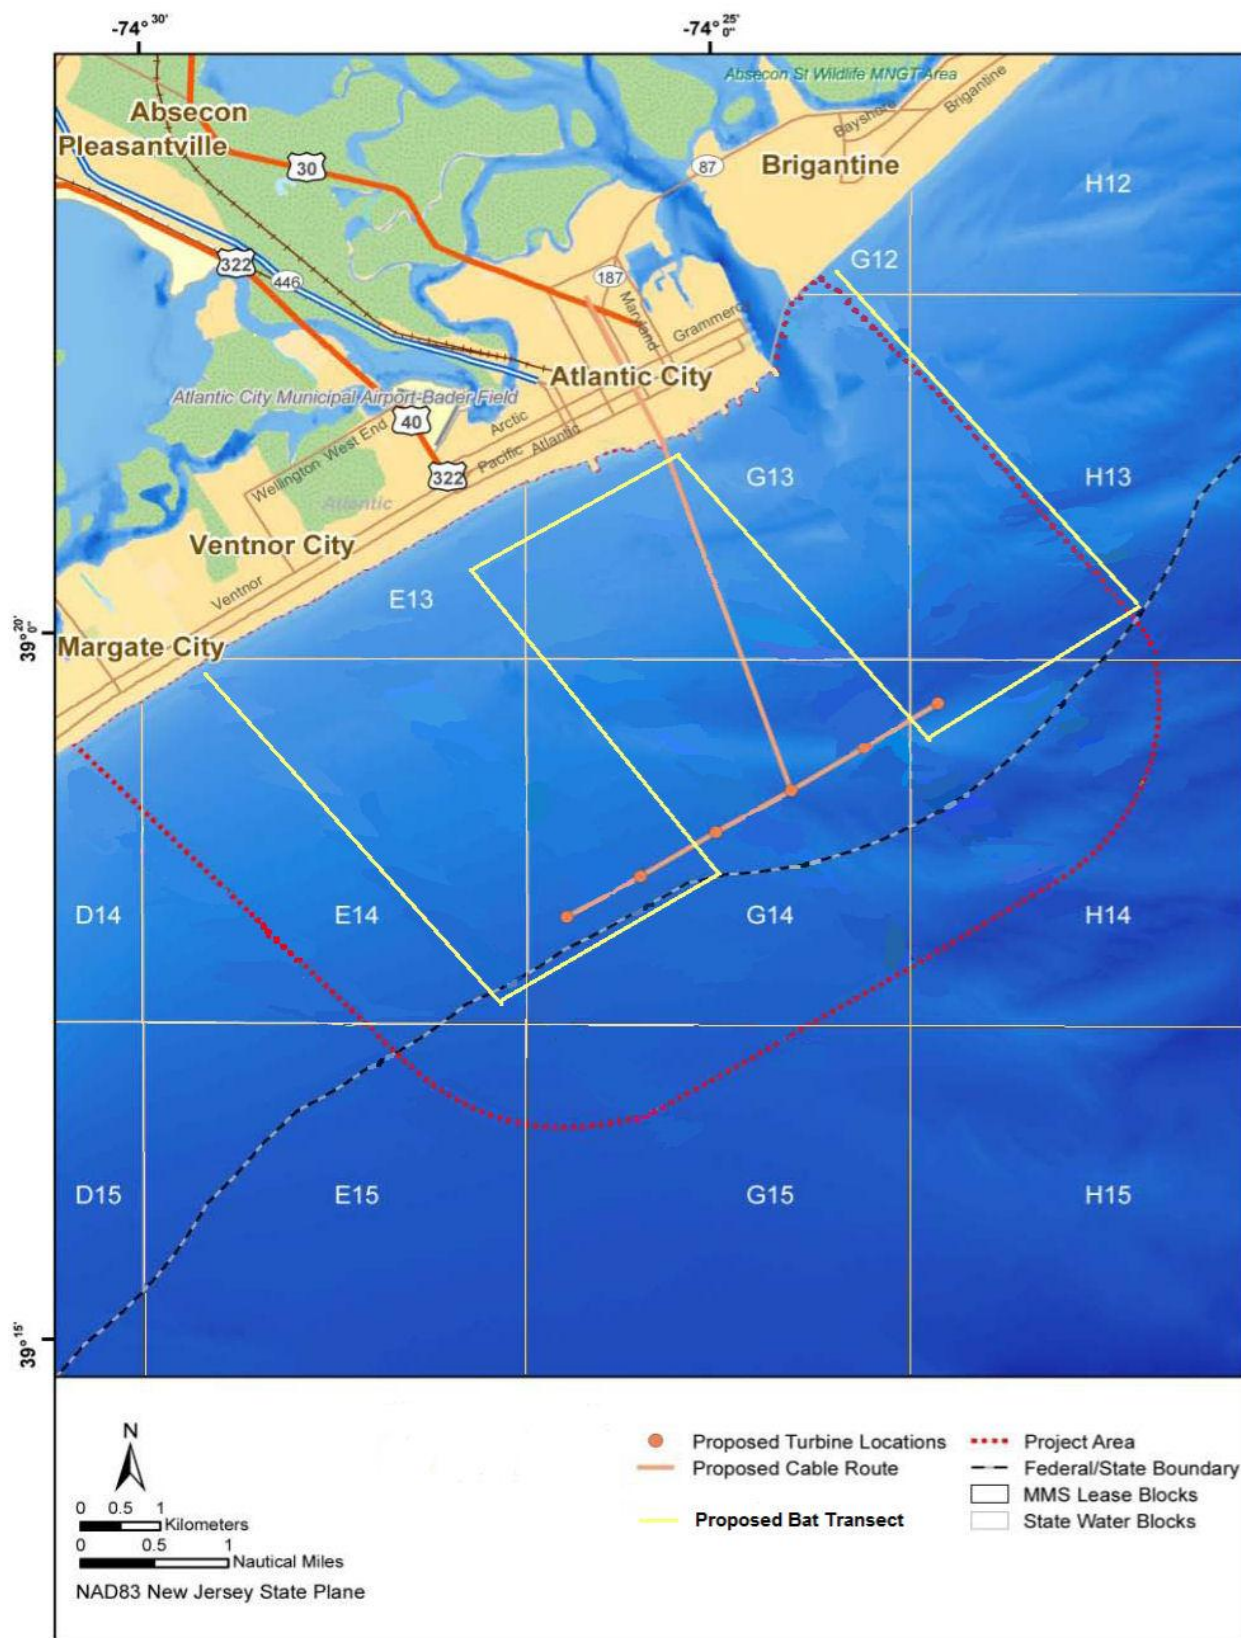 -74° 30'
-74° 25' 0"
Absecon St Wildlife MNGT Area
Absecon
Pleasantville
Bayshore
Brigantine
30
87
Brigantine
H12
322
446
187
G12
Maryland
Grammercy
Atlantic City
Atlantic City Municipal Airport-Bader Field
40
Arctic
Wellington
West End
Pacific
Atlantic
322
G13
H13
Atlantic
Ventnor City
Ventnor
E13
39° 20' 0"
Margate City
D14
E14
G14
H14
D15
E15
G15
H15
39° 15'
N
0 0.5 1
Kilometers
0 0.5 1
Nautical Miles
NAD83 New Jersey State Plane
Proposed Turbine Locations
Proposed Cable Route
Proposed Bat Transect
Project Area
Federal/State Boundary
MMS Lease Blocks
State Water Blocks